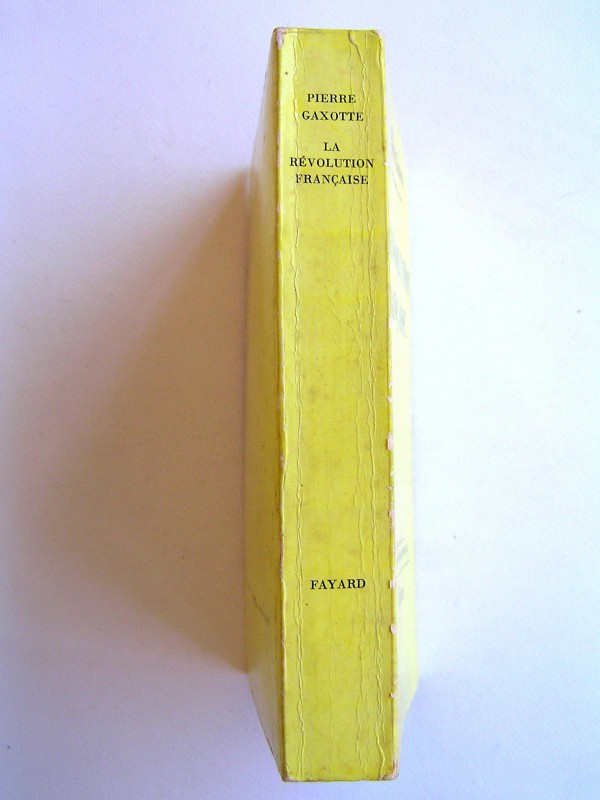 PIERRE
GAXOTTE
LA
RÉVOLUTION
FRANÇAISE
FAYARD